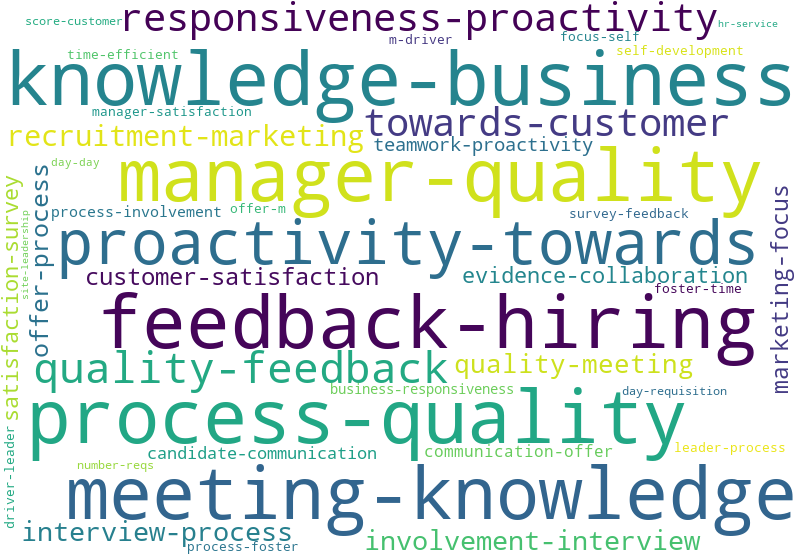 score-customer
responsiveness-proactivity
hr-service
m-driver
focus-self
time-efficient
self-development
knowledge-business
manager-satisfaction
towards-customer
recruitment-marketing
teamwork-proactivity
day-day
manager-quality
offer-process
satisfaction-survey
site-leadership
process-involvement
offer-m
survey-feedback
marketing-focus
proactivity-towards
customer-satisfaction
evidence-collaboration
foster-time
feedback-hiring
quality-feedback
quality-meeting
business-responsiveness
day-requisition
process-quality
driver-leader
candidate-communication
communication-offer
leader-process
number-reqs
meeting-knowledge
interview-process
involvement-interview
process-foster